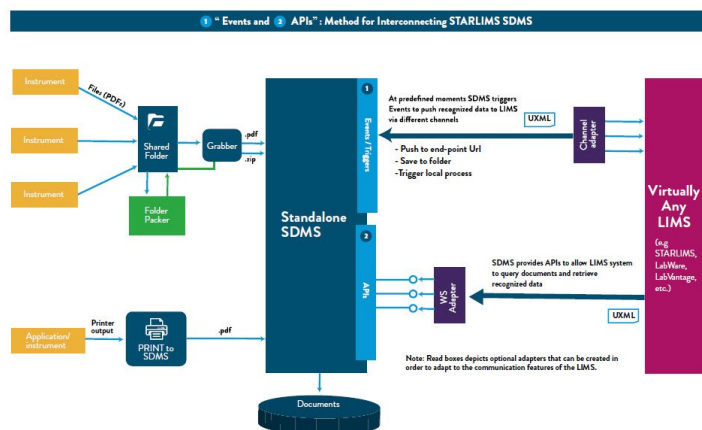 1 “ Events and 2 APIs” : Method for Interconnecting STARLIMS SDMS
Instrument
Files (PDFs)
Instrument
Instrument
Shared
Folder
Grabber
.pdf
.zip
Folder
Packer
Standalone
SDMS
1
Events / Triggers
At predefined moments SDMS triggers
Events to push recognized data to LIMS
via different channels
- Push to end-point Url
- Save to folder
-Trigger local process
UXML
Channel
adapter
Virtually
Any
LIMS
(e.g
STARLIMS,
LabWare,
LabVantage,
etc.)
2
APIs
SDMS provides APIs to allow LIMS system
to query documents and retrieve
recognized data
WS
Adapter
UXML
Application/
instrument
Printer
output
PRINT to
SDMS
.pdf
Note: Read boxes depicts optional adapters that can be created in
order to adapt to the communication features of the LIMS.
Documents